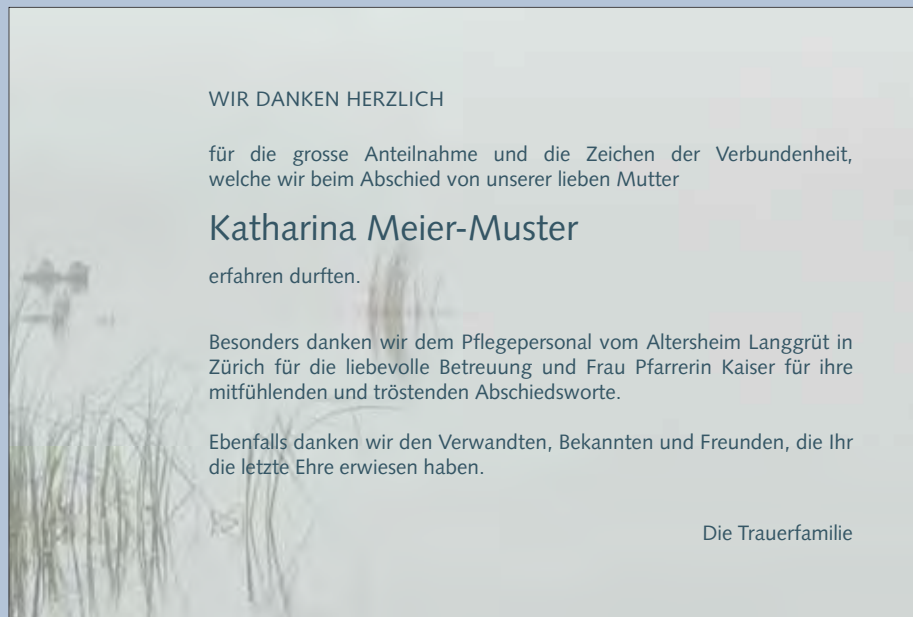 WIR DANKEN HERZLICH
für die grosse Anteilnahme und die Zeichen der Verbundenheit,
welche wir beim Abschied von unserer lieben Mutter
Katharina Meier-Muster
erfahren durften.
Besonders danken wir dem Pflegepersonal vom Altersheim Langgrüt in
Zürich für die liebevolle Betreuung und Frau Pfarrerin Kaiser für ihre
mitfühlenden und tröstenden Abschiedsworte.
Ebenfalls danken wir den Verwandten, Bekannten und Freunden, die Ihr
die letzte Ehre erwiesen haben.
Die Trauerfamilie